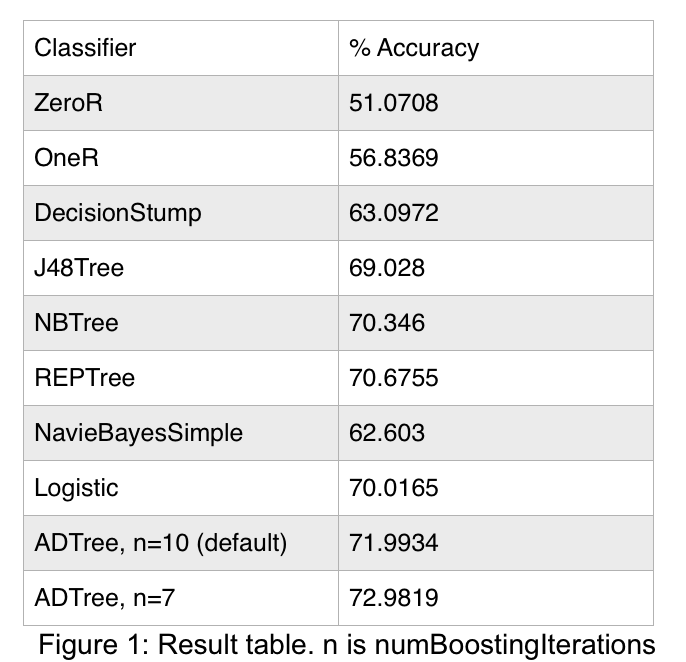 Classifier % Accuracy
ZeroR 51.0708
OneR 56.8369
DecisionStump 63.0972
J48Tree 69.028
NBTree 70.346
REPTree 70.6755
NavieBayesSimple 62.603
Logistic 70.0165
ADTree, n=10 (default) 71.9934
ADTree, n=7 72.9819
Figure 1: Result table. n is numBoostingIterations